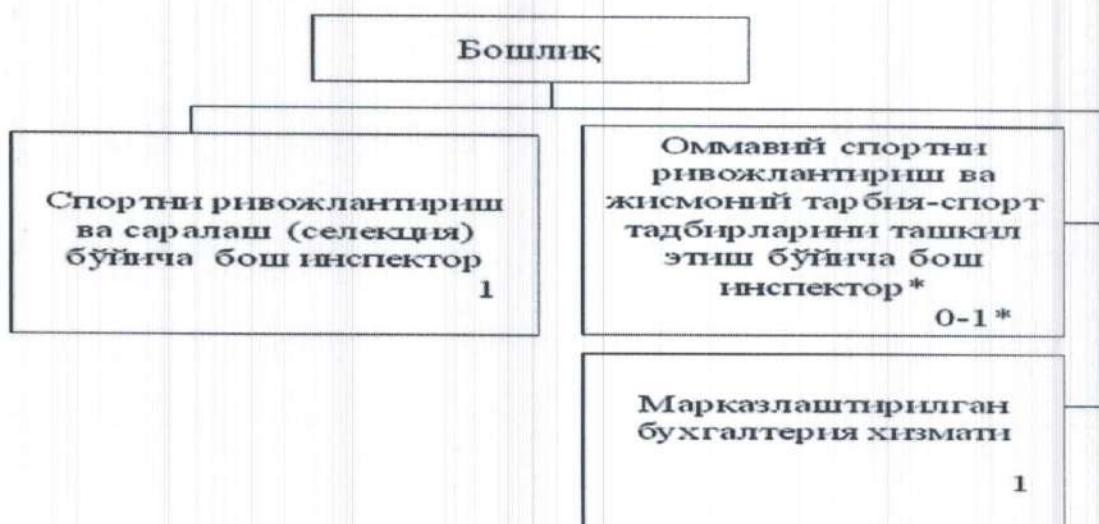 Бошлиқ
Спортни ривожлантириш
ва саралаш (селекция)
бўйича бош инспектор
1
Оммавий спортни
ривожлантириш ва
жисмоний тарбия-спорт
тадбирларини ташкил
этиш бўйича бош
инспектор*
0-1*
Марказлаштирилган
бухгалтерия хизмати
1